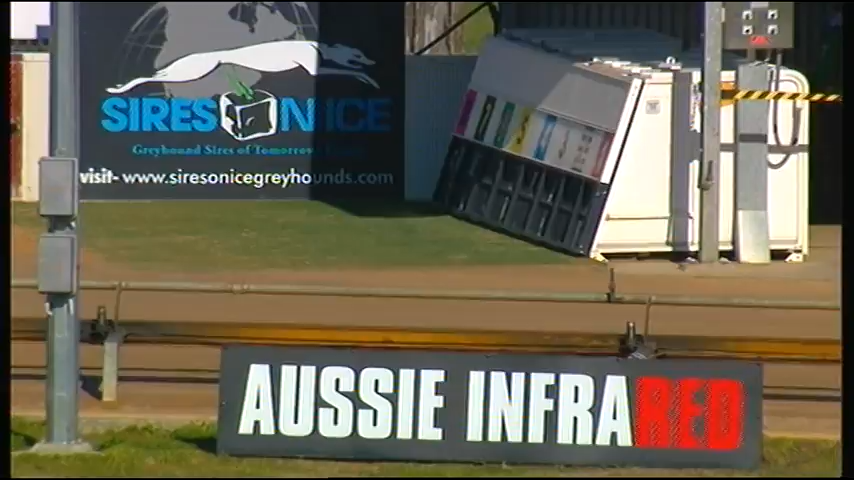 SIRES ON ICE
Greyhound Sires of Tomorrow
visit- www.siresonicegreyhounds.com
AUSSIE INFRARED